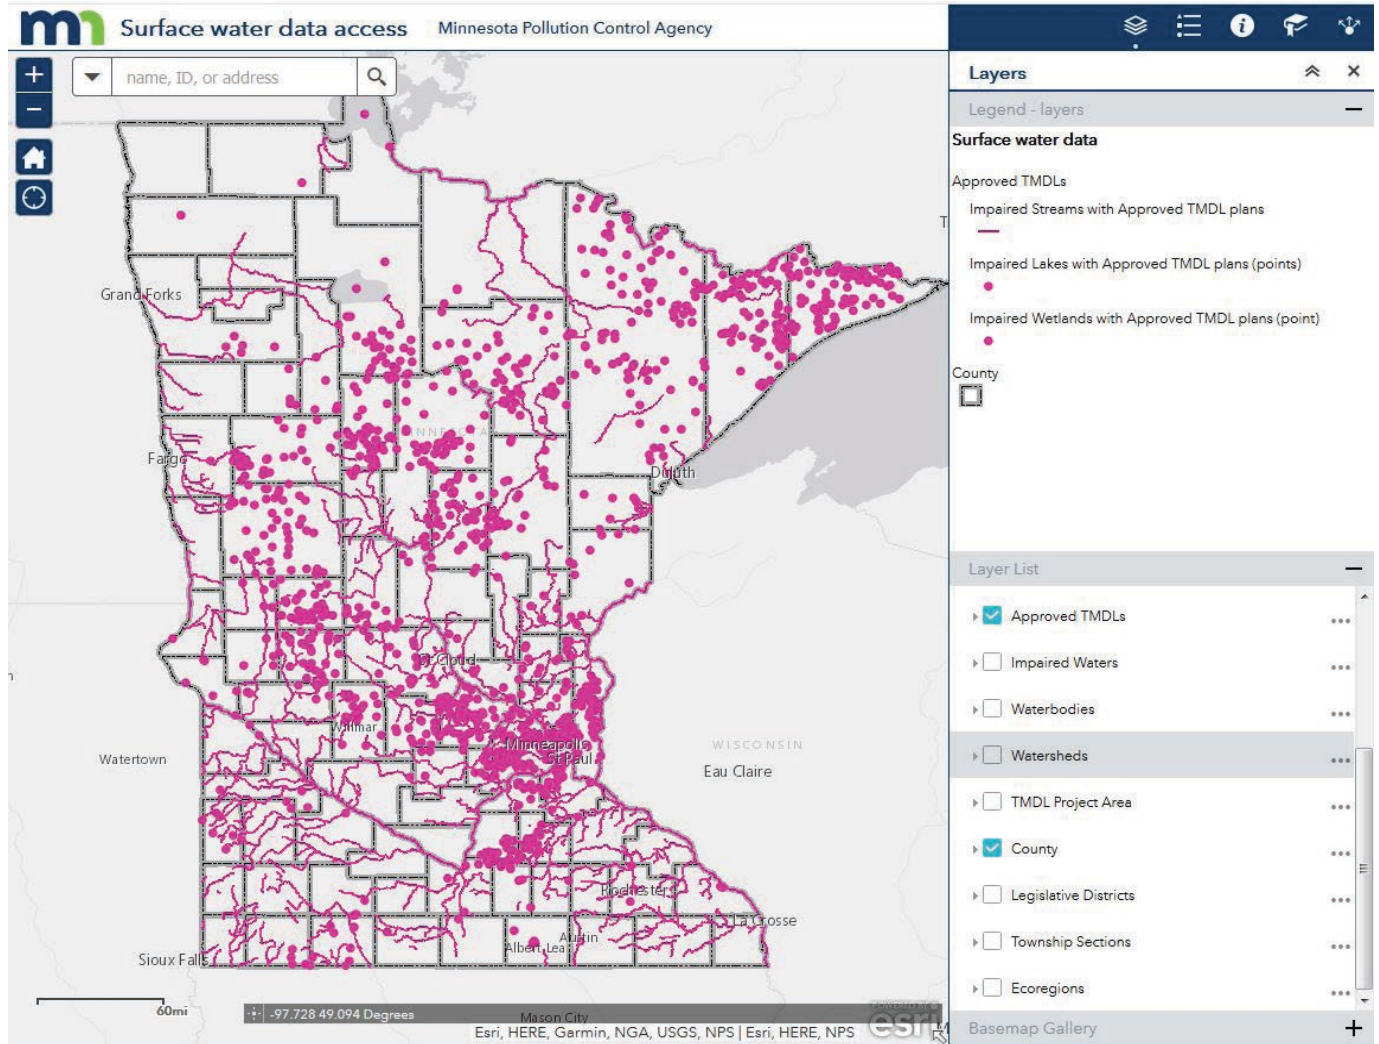 mn Surface water data access Minnesota Pollution Control Agency
name, ID, or address
Layers
Legend - layers
Surface water data
Approved TMDLs
Impaired Streams with Approved TMDL plans
Impaired Lakes with Approved TMDL plans (points)
Impaired Wetlands with Approved TMDL plans (point)
County
T
Grand Forks
MINNESOTA
Fargo
Duluth
St Cloud
Willmar
Minneapolis
St Paul
Watertown
WISCONSIN
Eau Claire
Rochester
La Crosse
Austin
Albert Lea
Sioux Falls
60mi
-97.728 49.094 Degrees
Mason City
POWERED BY
esri
Esri, HERE, Garmin, NGA, USGS, NPS | Esri, HERE, NPS
Layer List
Approved TMDLs
Impaired Waters
Waterbodies
Watersheds
TMDL Project Area
County
Legislative Districts
Township Sections
Ecoregions
Basemap Gallery